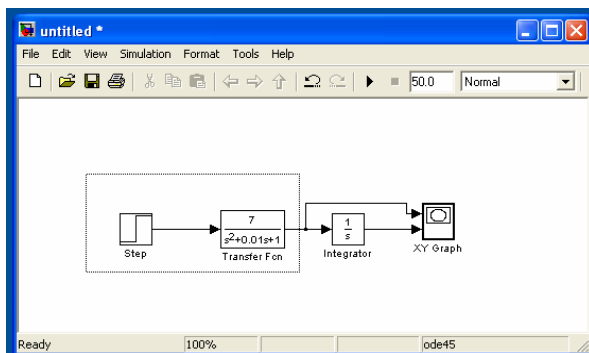 untitled *
File Edit View Simulation Format Tools Help
50.0 Normal
7
s²+0.01s+1
1
s
Step
Transfer Fcn
Integrator
XY Graph
Ready 100% ode45